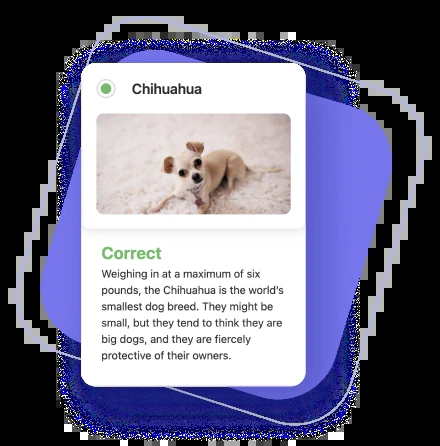 Chihuahua
Correct
Weighing in at a maximum of six
pounds, the Chihuahua is the world's
smallest dog breed. They might be
small, but they tend to think they are
big dogs, and they are fiercely
protective of their owners.